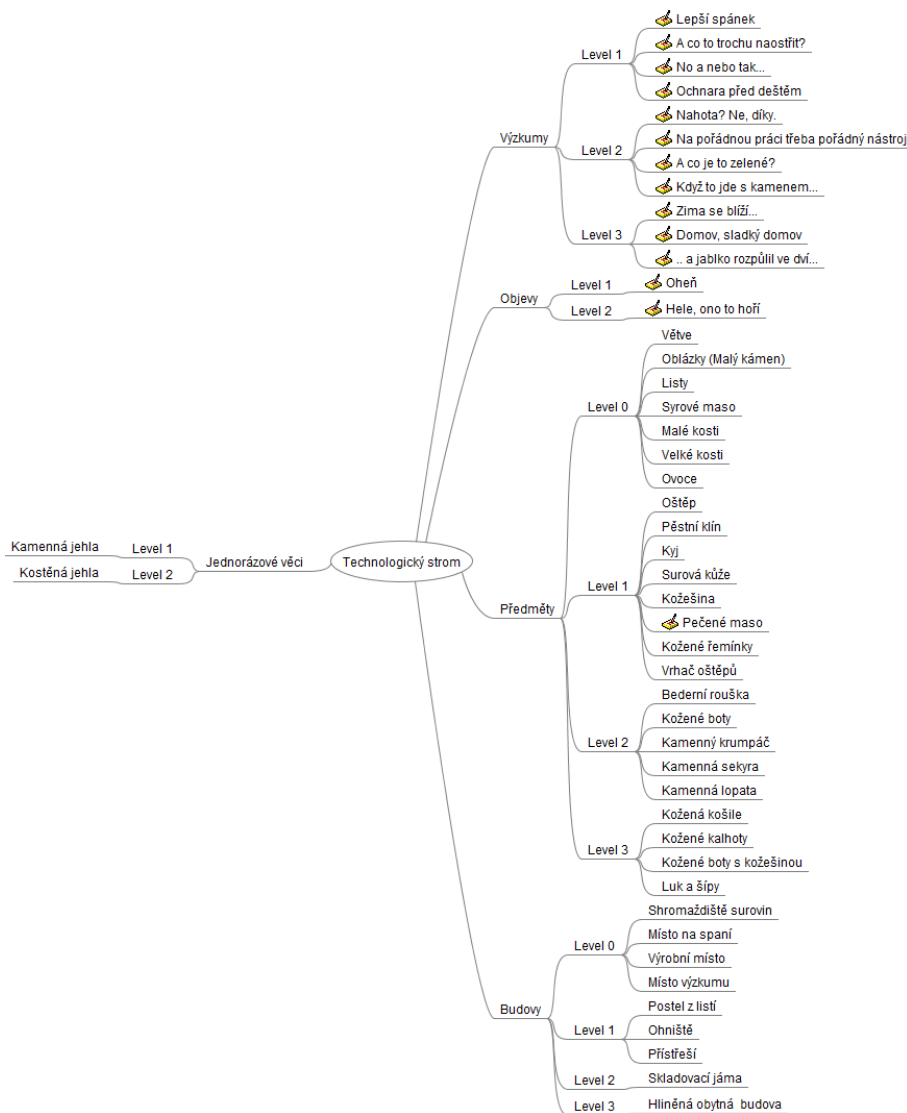 Technologický strom
Jednorázové věci
Level 1
Kamenná jehla
Level 2
Kostěná jehla
Výzkumy
Level 1
Lepší spánek
A co to trochu naostřit?
No a nebo tak...
Ochnara před deštěm
Level 2
Nahota? Ne, díky.
Na pořádnou práci třeba pořádný nástroj
A co je to zelené?
Když to jde s kamenem...
Level 3
Zima se blíží...
Domov, sladký domov
.. a jablko rozpůlil ve dví...
Objevy
Level 1
Oheň
Level 2
Hele, ono to hoří
Předměty
Level 0
Větve
Oblázky (Malý kámen)
Listy
Syrové maso
Malé kosti
Velké kosti
Ovoce
Level 1
Oštěp
Pěstní klín
Kyj
Surová kůže
Kožešina
Pečené maso
Kožené řemínky
Vrhač oštěpů
Level 2
Bederní rouška
Kožené boty
Kamenný krumpáč
Kamenná sekyra
Kamenná lopata
Level 3
Kožená košile
Kožené kalhoty
Kožené boty s kožešinou
Luk a šípy
Budovy
Level 0
Shromaždiště surovin
Místo na spaní
Výrobní místo
Místo výzkumu
Level 1
Postel z listí
Ohniště
Přístřeší
Level 2
Skladovací jáma
Level 3
Hliněná obytná budova